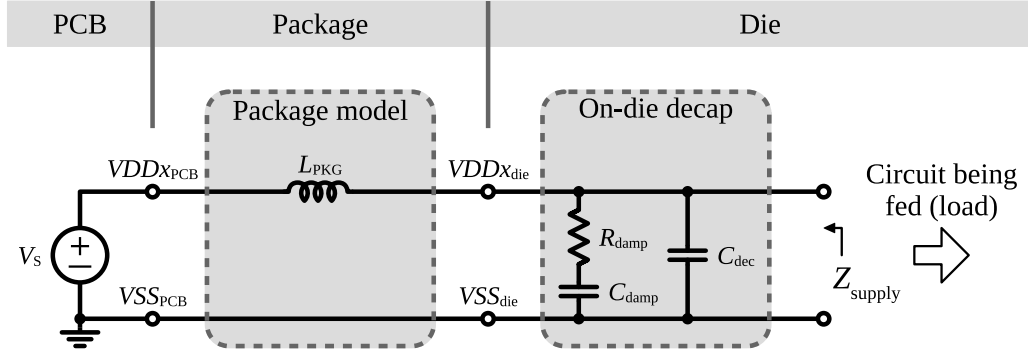 PCB Package Die
Package model On-die decap
VDDxPCB LPKG VDDxdie
Circuit being
fed (load)
Rdamp
VS + − Cdec
Cdamp Zsupply
VSSPCB VSSdie